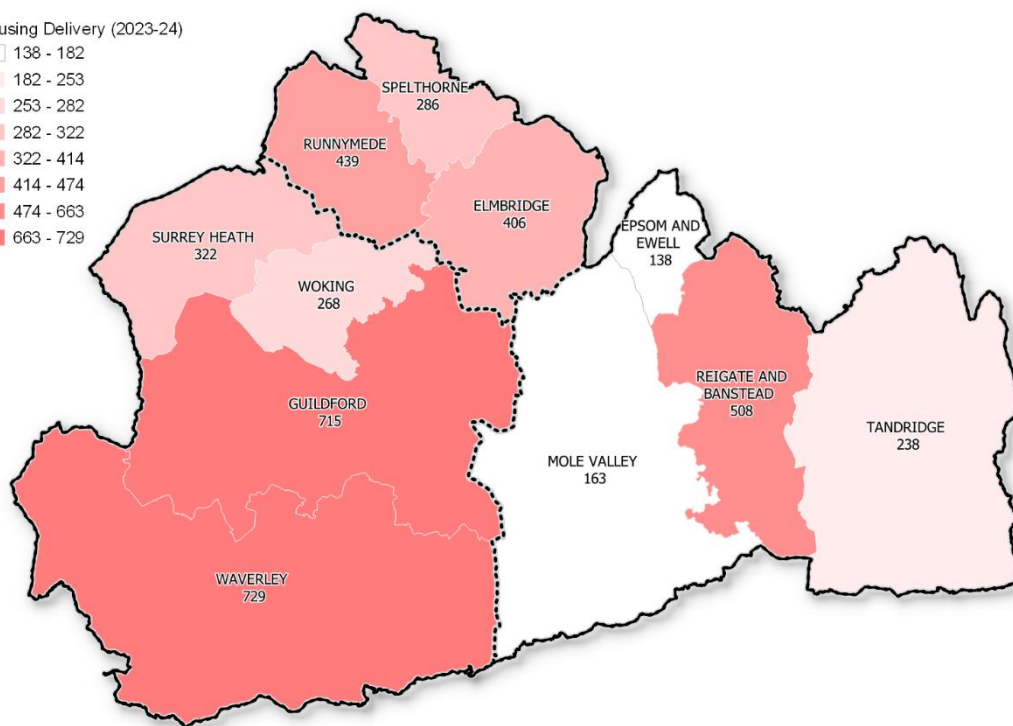 using Delivery (2023-24)
138 - 182
182 - 253
253 - 282
282 - 322
322 - 414
414 - 474
474 - 663
663 - 729
SPELTHORNE
286
RUNNYMEDE
439
ELMBRIDGE
406
EPSOM AND
EWELL
138
SURREY HEATH
322
WOKING
268
REIGATE AND
BANSTEAD
508
GUILDFORD
715
TANDRIDGE
238
MOLE VALLEY
163
WAVERLEY
729